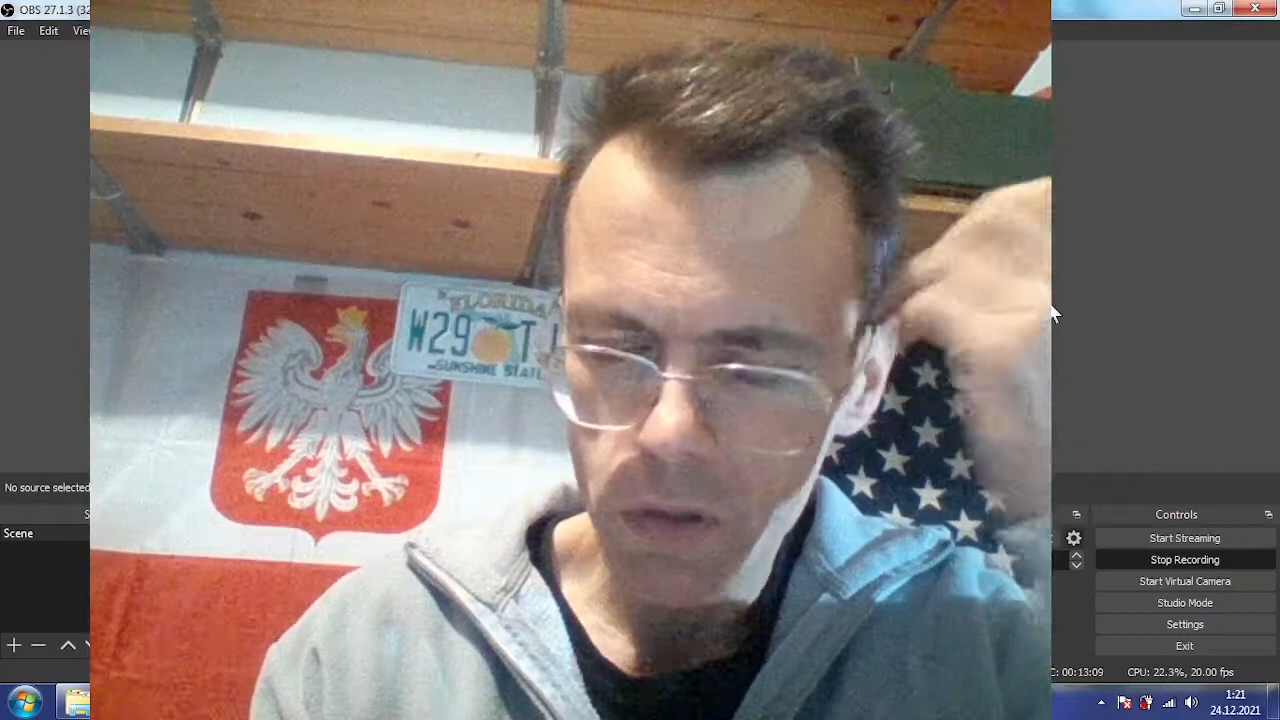 OBS 27.1.3 (32
File Edit
FLORIDA
W29 T
SUNSHINE STATE
No source selected
Scene
Controls
Start Streaming
Stop Recording
Start Virtual Camera
Studio Mode
Settings
Exit
C: 00:13:09 CPU: 22.3%, 20.00 fps
1:21
24.12.2021